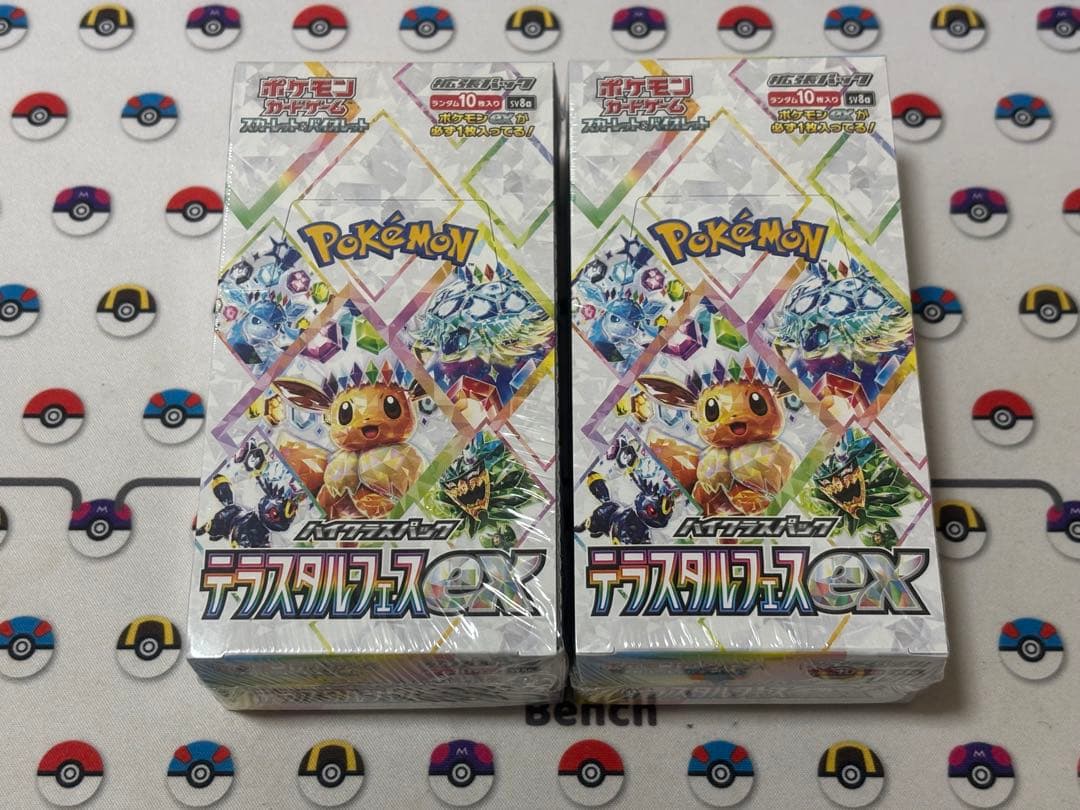 ポケモン
カードゲーム
スカーレット&バイオレット
拡張パック
ランダム10枚入り SV8a
ポケモンexが
必ず1枚入ってる!
Pokémon
ハイクラスパック
テラスタルフェスex
ポケモン
カードゲーム
スカーレット&バイオレット
拡張パック
ランダム10枚入り SV8a
ポケモンexが
必ず1枚入ってる!
Pokémon
ハイクラスパック
テラスタルフェスex
Bench